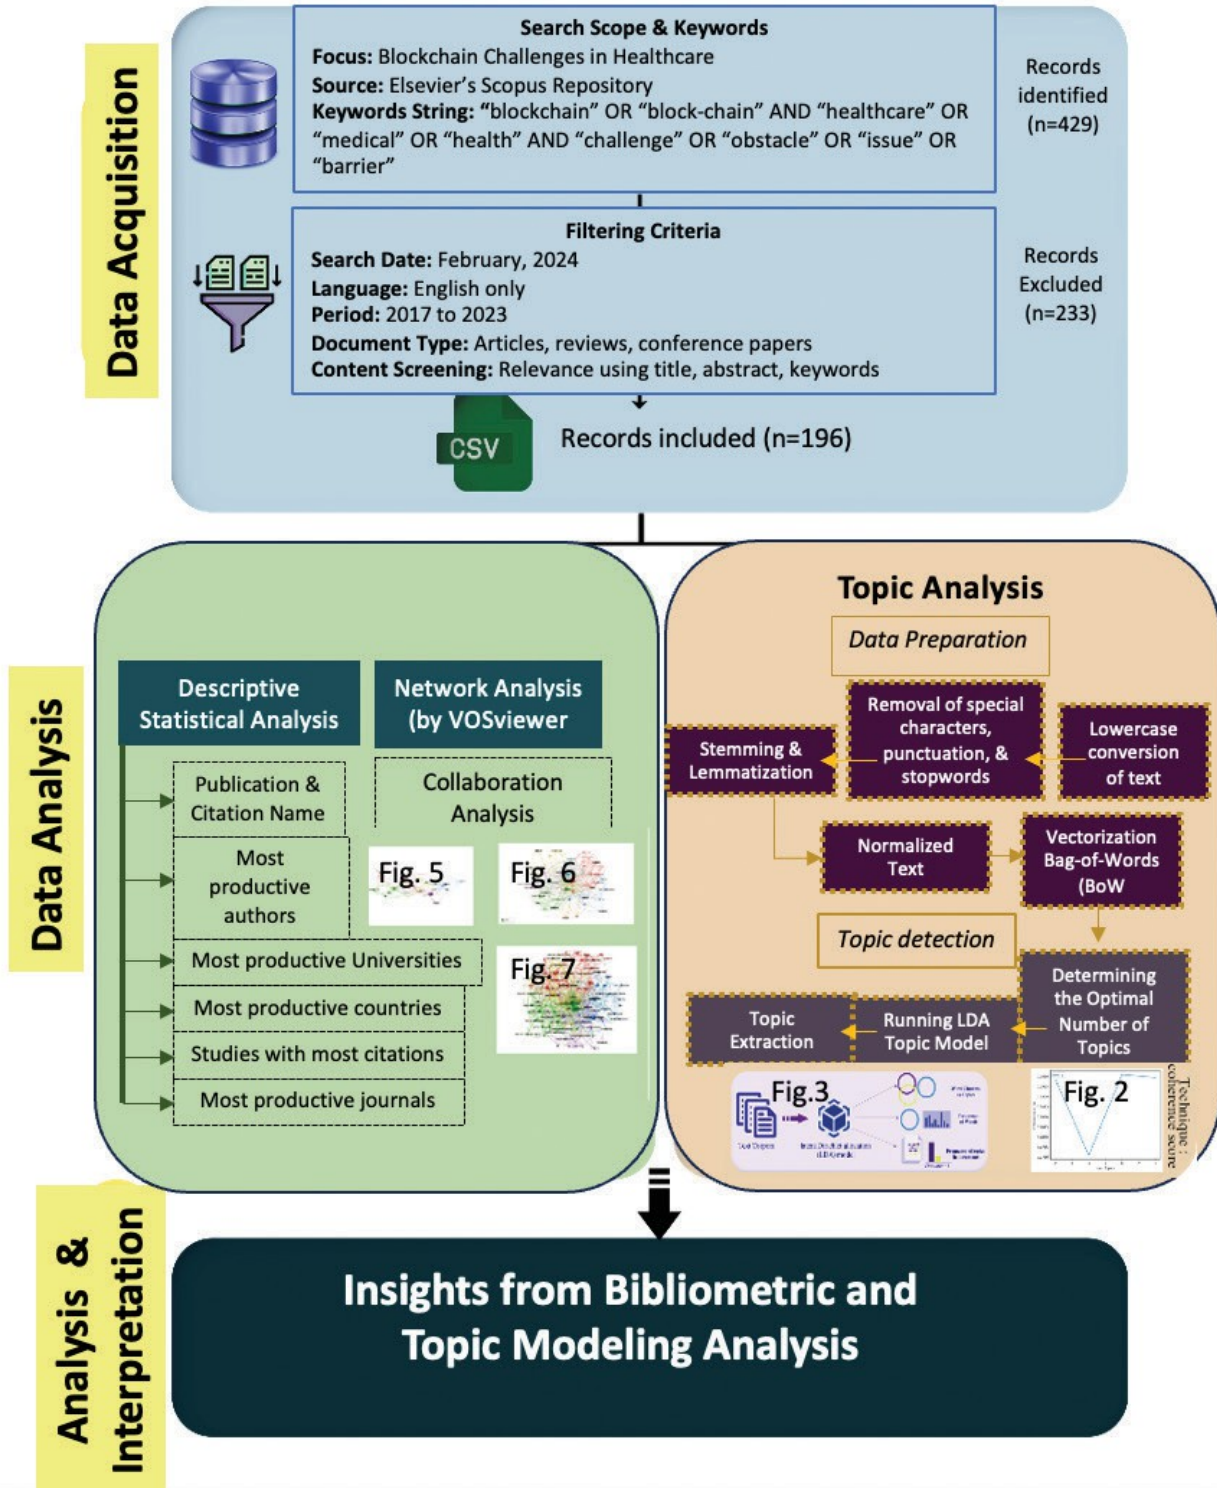 Data Acquisition
Search Scope & Keywords
Focus: Blockchain Challenges in Healthcare
Source: Elsevier's Scopus Repository
Keywords String: “blockchain” OR “block-chain” AND “healthcare” OR
“medical” OR “health” AND “challenge” OR “obstacle” OR “issue” OR
“barrier”
Records
identified
(n=429)
Filtering Criteria
Search Date: February, 2024
Language: English only
Period: 2017 to 2023
Document Type: Articles, reviews, conference papers
Content Screening: Relevance using title, abstract, keywords
Records
Excluded
(n=233)
CSV
Records included (n=196)
Data Analysis
Descriptive
Statistical Analysis
Publication &
Citation Name
Most
productive
authors
Most productive Universities
Most productive countries
Studies with most citations
Most productive journals
Network Analysis
(by VOSviewer
Collaboration
Analysis
Fig. 5
Fig. 6
Fig. 7
Topic Analysis
Data Preparation
Lowercase
conversion
of text
Removal of special
characters,
punctuation, &
stopwords
Stemming &
Lemmatization
Normalized
Text
Vectorization
Bag-of-Words
(BoW
Topic detection
Determining
the Optimal
Number of
Topics
Running LDA
Topic Model
Topic
Extraction
Fig.3
Fig. 2
Technique :
coherence score
Analysis &
Interpretation
Insights from Bibliometric and
Topic Modeling Analysis